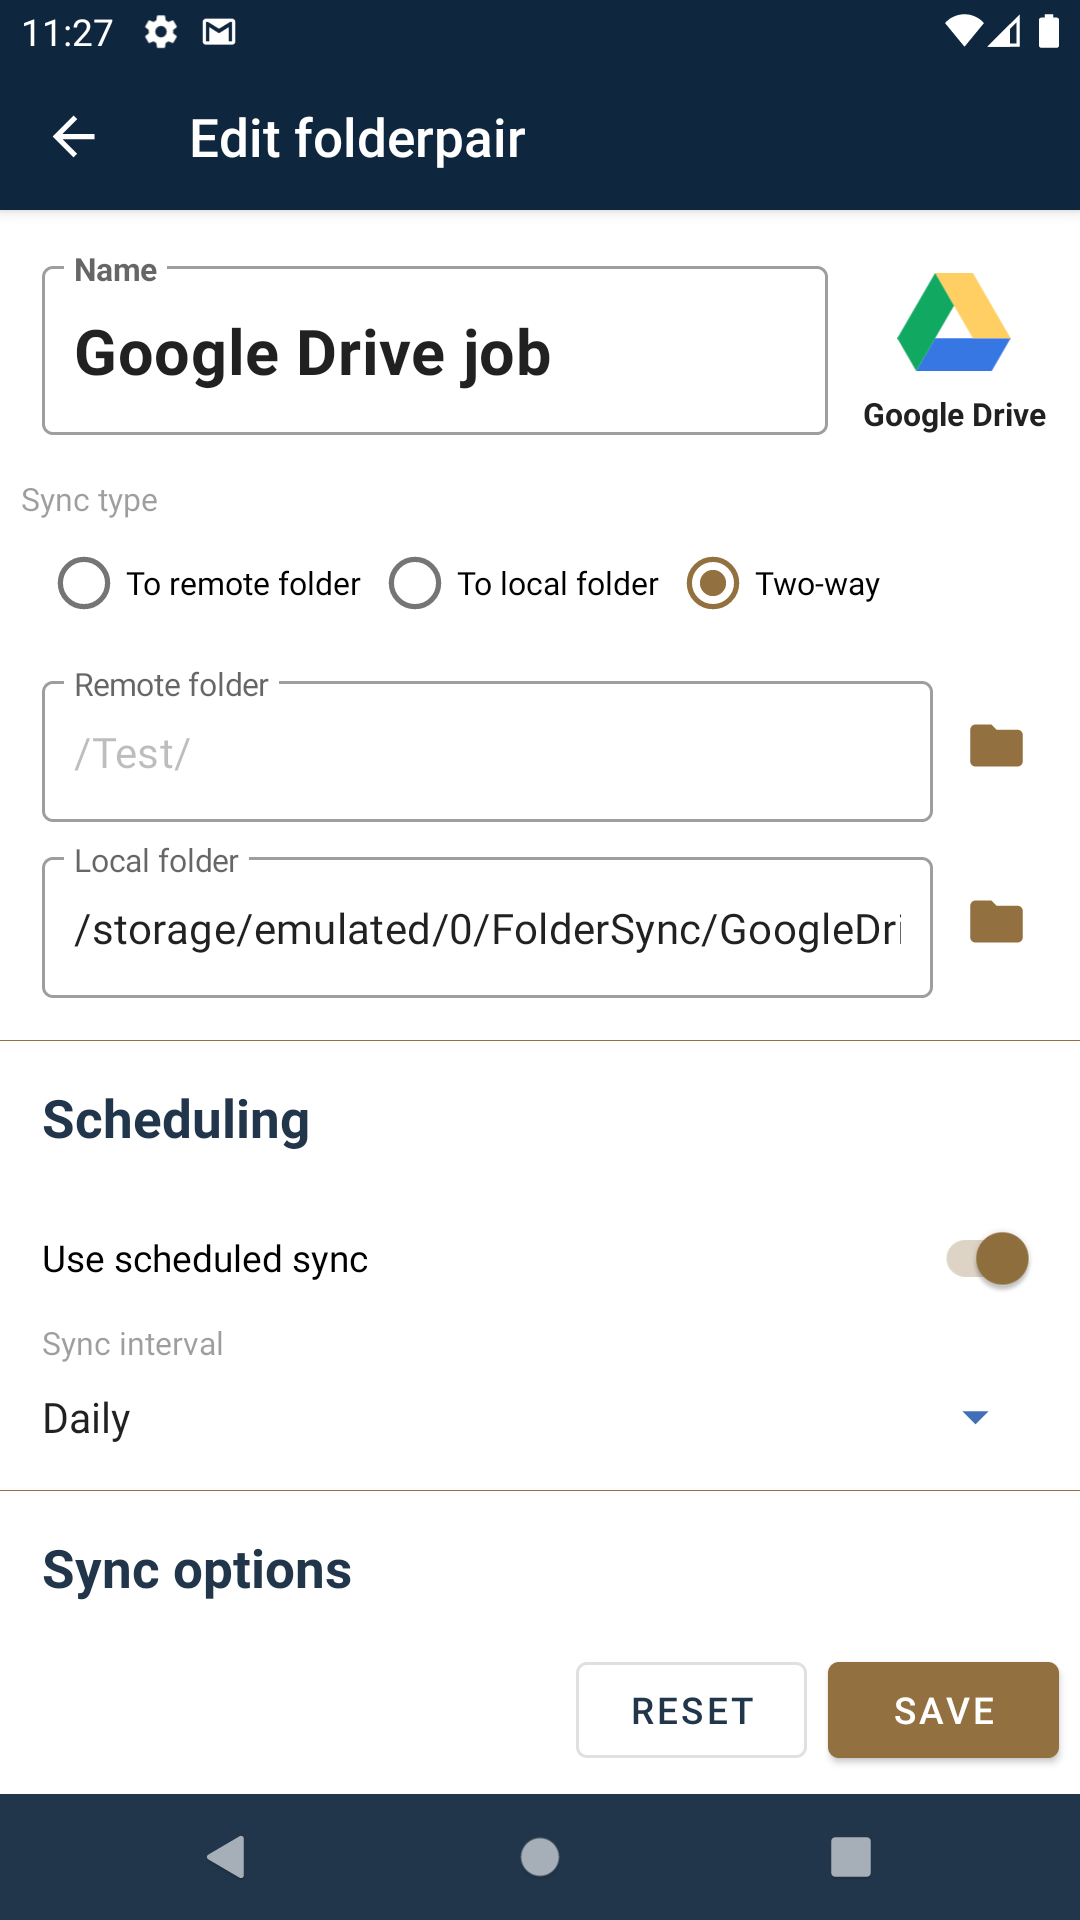 11:27
Edit folderpair
Name
Google Drive job
Google Drive
Sync type
To remote folder To local folder Two-way
Remote folder
/Test/
Local folder
/storage/emulated/0/FolderSync/GoogleDri
Scheduling
Use scheduled sync
Sync interval
Daily
Sync options
RESET SAVE